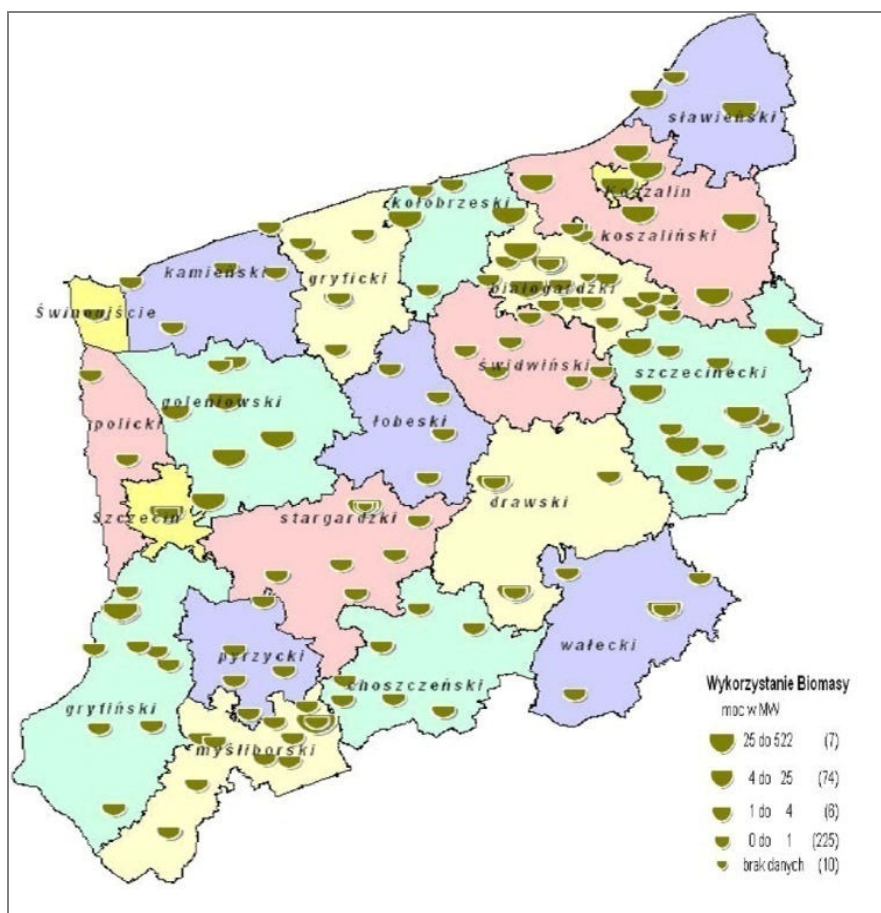 sławieński
Koszalin
kołobrzeski
koszaliński
kamieński
gryficki
białogardzki
Świnoujście
świdwiński
szczecinecki
goleniowski
policki
łobeski
drawski
Szczecin
stargardzki
wałecki
pyrzycki
choszczeński
gryfiński
myśliborski
Wykorzystanie Biomasy
moc w MW
25 do 522 (7)
4 do 25 (74)
1 do 4 (6)
0 do 1 (225)
brak danych (10)